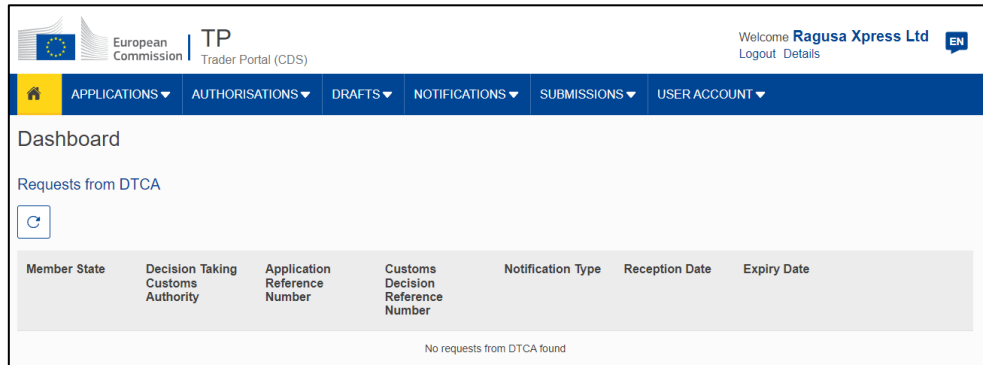 European
Commission
TP
Trader Portal (CDS)
Welcome Ragusa Xpress Ltd
Logout Details
EN
APPLICATIONS AUTHORISATIONS DRAFTS NOTIFICATIONS SUBMISSIONS USER ACCOUNT
Dashboard
Requests from DTCA
Member State
Decision Taking
Customs
Authority
Application
Reference
Number
Customs
Decision
Reference
Number
Notification Type
Reception Date
Expiry Date
No requests from DTCA found